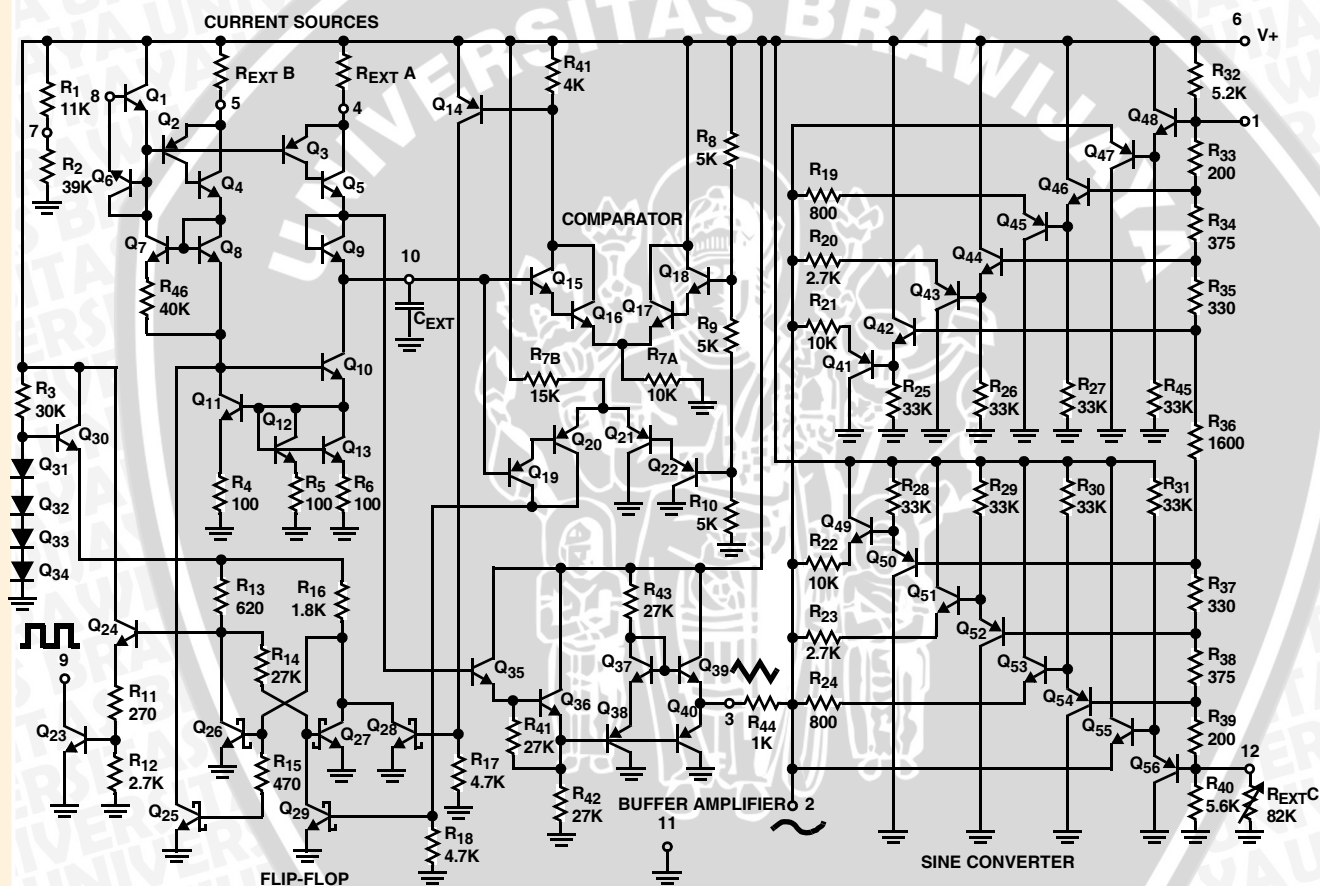 CURRENT SOURCES
6
V+
R1
11K
8
Q1
REXT B
REXT A
R41
4K
R32
5.2K
7
Q2
5
4
Q14
Q48
1
R2
39K
Q6
Q3
R8
5K
Q47
R33
200
Q4
Q5
R19
800
Q46
COMPARATOR
Q45
R34
375
Q7
Q8
Q9
R20
2.7K
Q44
10
Q15
Q18
R46
40K
Q43
R35
330
CEXT
Q16
Q17
R21
10K
Q42
R9
5K
Q10
R7B
15K
R7A
10K
Q41
R3
30K
Q11
R25
33K
R26
33K
R27
33K
R45
33K
Q12
Q30
Q13
Q20
Q21
R36
1600
Q31
Q19
Q22
R4
100
R5
100
R6
100
R10
5K
R28
33K
R29
33K
R30
33K
R31
33K
Q32
Q33
Q49
Q34
R22
10K
Q50
R13
620
R16
1.8K
R43
27K
Q51
R37
330
Q24
R23
2.7K
Q52
9
R14
27K
Q35
Q37
Q39
Q53
R38
375
R24
800
R11
270
Q36
Q54
Q23
Q26
Q27
Q28
R41
27K
Q38
Q40
3
R44
1K
Q55
R39
200
12
R12
2.7K
R15
470
R17
4.7K
Q56
Q25
Q29
R42
27K
BUFFER AMPLIFIER
2
R40
5.6K
REXTC
82K
R18
4.7K
11
SINE CONVERTER
FLIP-FLOP
UNIVERSITAS BRAWIJAYA